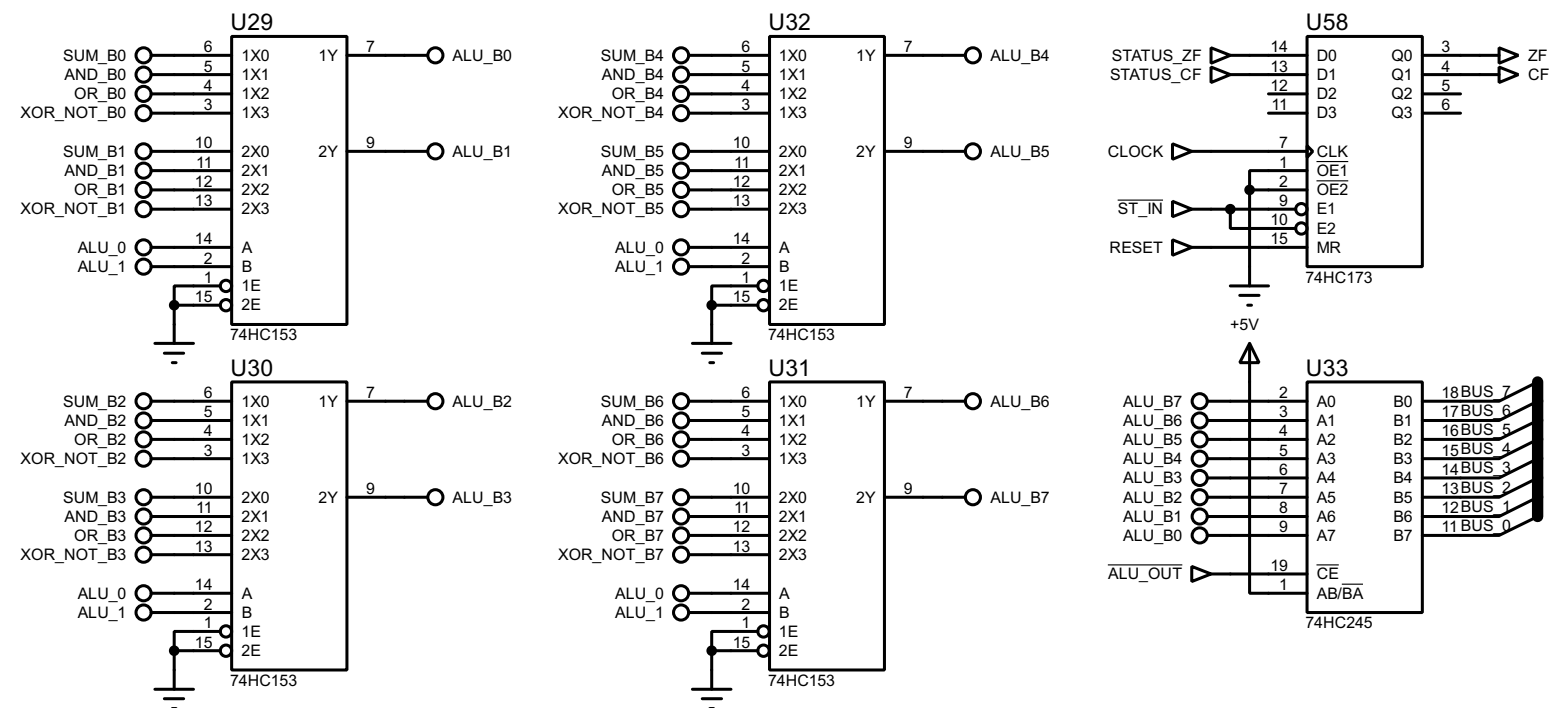 U29
SUM_B0 6 1X0 1Y 7 ALU_B0
AND_B0 5 1X1
OR_B0 4 1X2
XOR_NOT_B0 3 1X3
SUM_B1 10 2X0 2Y 9 ALU_B1
AND_B1 11 2X1
OR_B1 12 2X2
XOR_NOT_B1 13 2X3
ALU_0 14 A
ALU_1 2 B
1 1E
15 2E
74HC153
U32
SUM_B4 6 1X0 1Y 7 ALU_B4
AND_B4 5 1X1
OR_B4 4 1X2
XOR_NOT_B4 3 1X3
SUM_B5 10 2X0 2Y 9 ALU_B5
AND_B5 11 2X1
OR_B5 12 2X2
XOR_NOT_B5 13 2X3
ALU_0 14 A
ALU_1 2 B
1 1E
15 2E
74HC153
U58
STATUS_ZF 14 D0 Q0 3 ZF
STATUS_CF 13 D1 Q1 4 CF
12 D2 Q2 5
11 D3 Q3 6
CLOCK 7 CLK
1 OE1
2 OE2
ST_IN 9 E1
10 E2
RESET 15 MR
74HC173
U30
SUM_B2 6 1X0 1Y 7 ALU_B2
AND_B2 5 1X1
OR_B2 4 1X2
XOR_NOT_B2 3 1X3
SUM_B3 10 2X0 2Y 9 ALU_B3
AND_B3 11 2X1
OR_B3 12 2X2
XOR_NOT_B3 13 2X3
ALU_0 14 A
ALU_1 2 B
1 1E
15 2E
74HC153
U31
SUM_B6 6 1X0 1Y 7 ALU_B6
AND_B6 5 1X1
OR_B6 4 1X2
XOR_NOT_B6 3 1X3
SUM_B7 10 2X0 2Y 9 ALU_B7
AND_B7 11 2X1
OR_B7 12 2X2
XOR_NOT_B7 13 2X3
ALU_0 14 A
ALU_1 2 B
1 1E
15 2E
74HC153
+5V
U33
ALU_B7 2 A0 B0 18 BUS_7
ALU_B6 3 A1 B1 17 BUS_6
ALU_B5 4 A2 B2 16 BUS_5
ALU_B4 5 A3 B3 15 BUS_4
ALU_B3 6 A4 B4 14 BUS_3
ALU_B2 7 A5 B5 13 BUS_2
ALU_B1 8 A6 B6 12 BUS_1
ALU_B0 9 A7 B7 11 BUS_0
ALU_OUT 19 CE
1 AB/BA
74HC245